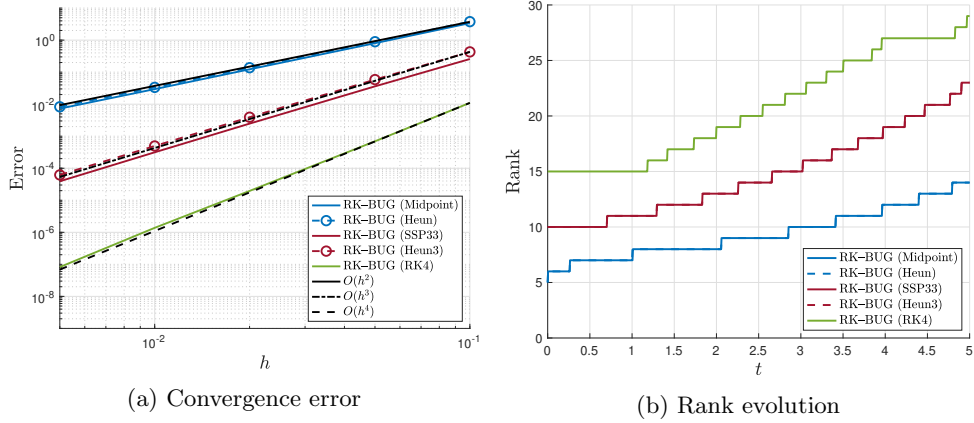 10^0
10^-2
10^-4
10^-6
10^-8
Error
10^-2
10^-1
h
RK–BUG (Midpoint)
RK–BUG (Heun)
RK–BUG (SSP33)
RK–BUG (Heun3)
RK–BUG (RK4)
O(h^2)
O(h^3)
O(h^4)
(a) Convergence error
30
25
20
15
10
5
0
Rank
0 0.5 1 1.5 2 2.5 3 3.5 4 4.5 5
t
RK–BUG (Midpoint)
RK–BUG (Heun)
RK–BUG (SSP33)
RK–BUG (Heun3)
RK–BUG (RK4)
(b) Rank evolution